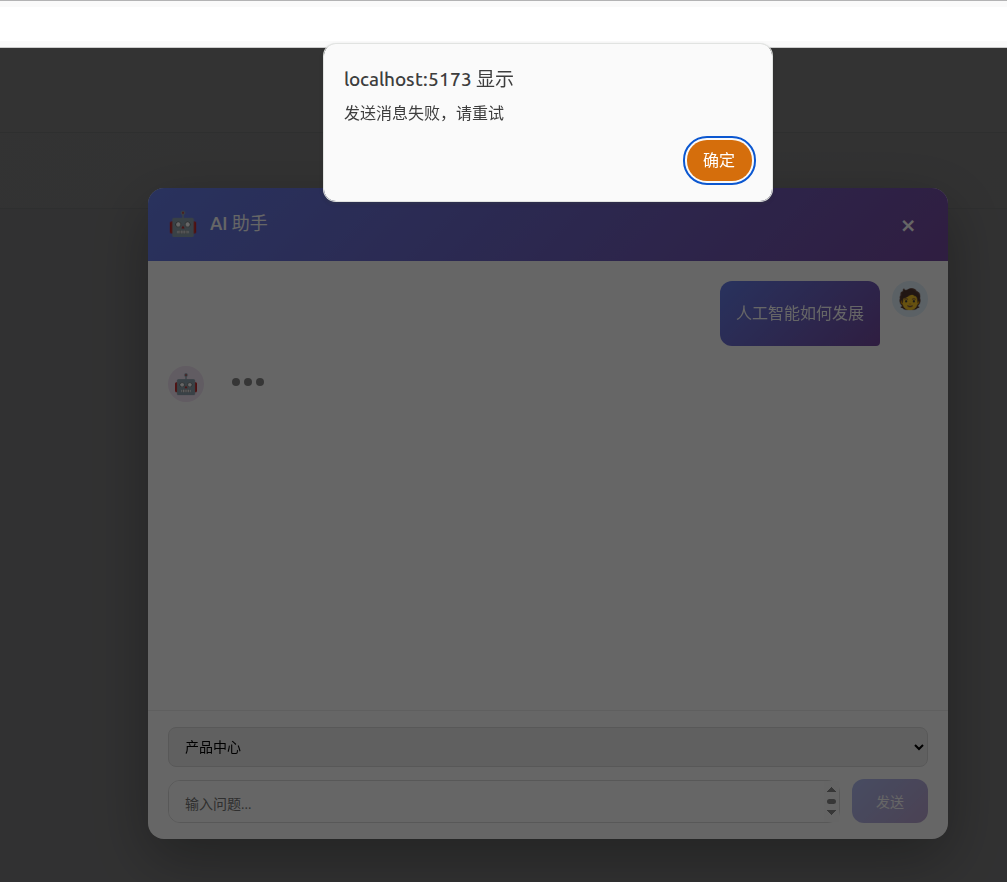 localhost:5173 显示
发送消息失败，请重试
确定
AI 助手
人工智能如何发展
产品中心
输入问题...
发送